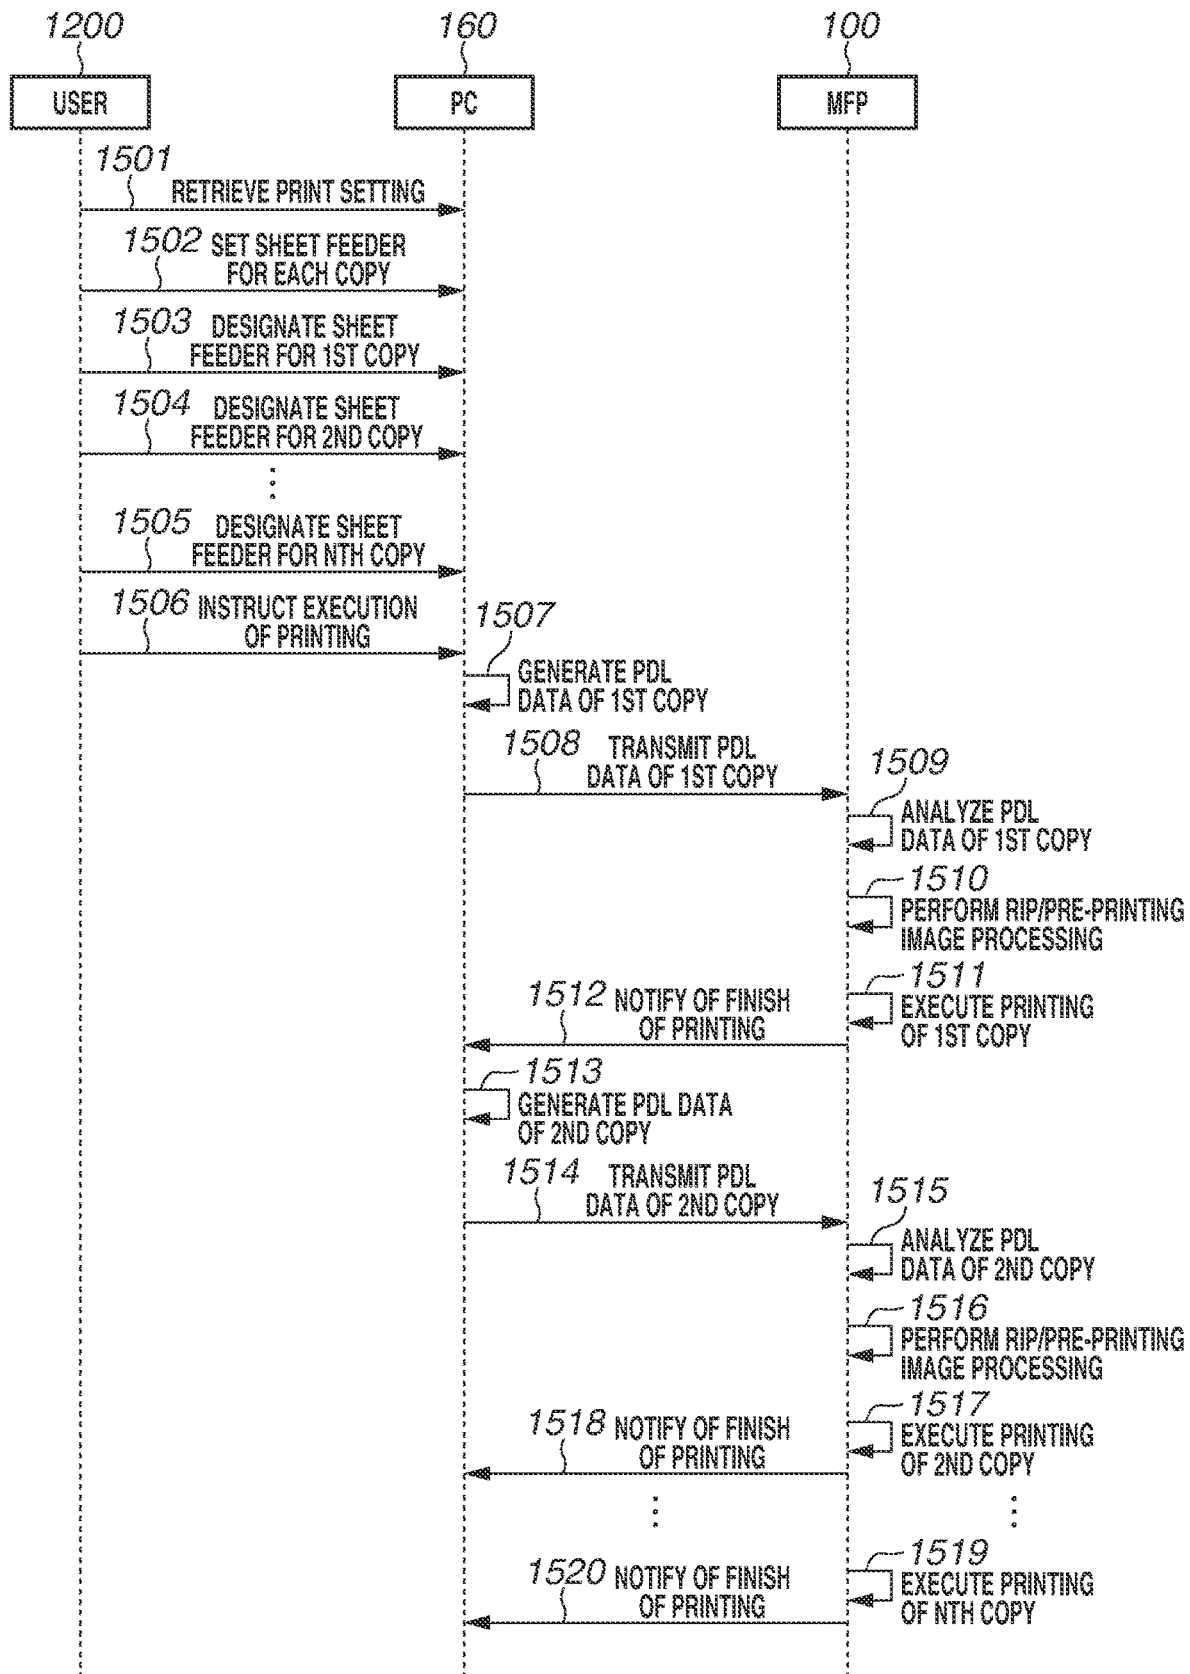 1200
160
100
USER
PC
MFP
1501
RETRIEVE PRINT SETTING
1502
SET SHEET FEEDER
FOR EACH COPY
1503
DESIGNATE SHEET
FEEDER FOR 1ST COPY
1504
DESIGNATE SHEET
FEEDER FOR 2ND COPY
1505
DESIGNATE SHEET
FEEDER FOR NTH COPY
1506
INSTRUCT EXECUTION
OF PRINTING
1507
GENERATE PDL
DATA OF 1ST COPY
1508
TRANSMIT PDL
DATA OF 1ST COPY
1509
ANALYZE PDL
DATA OF 1ST COPY
1510
PERFORM RIP/PRE-PRINTING
IMAGE PROCESSING
1511
EXECUTE PRINTING
OF 1ST COPY
1512
NOTIFY OF FINISH
OF PRINTING
1513
GENERATE PDL DATA
OF 2ND COPY
1514
TRANSMIT PDL
DATA OF 2ND COPY
1515
ANALYZE PDL
DATA OF 2ND COPY
1516
PERFORM RIP/PRE-PRINTING
IMAGE PROCESSING
1517
EXECUTE PRINTING
OF 2ND COPY
1518
NOTIFY OF FINISH
OF PRINTING
1519
EXECUTE PRINTING
OF NTH COPY
1520
NOTIFY OF FINISH
OF PRINTING